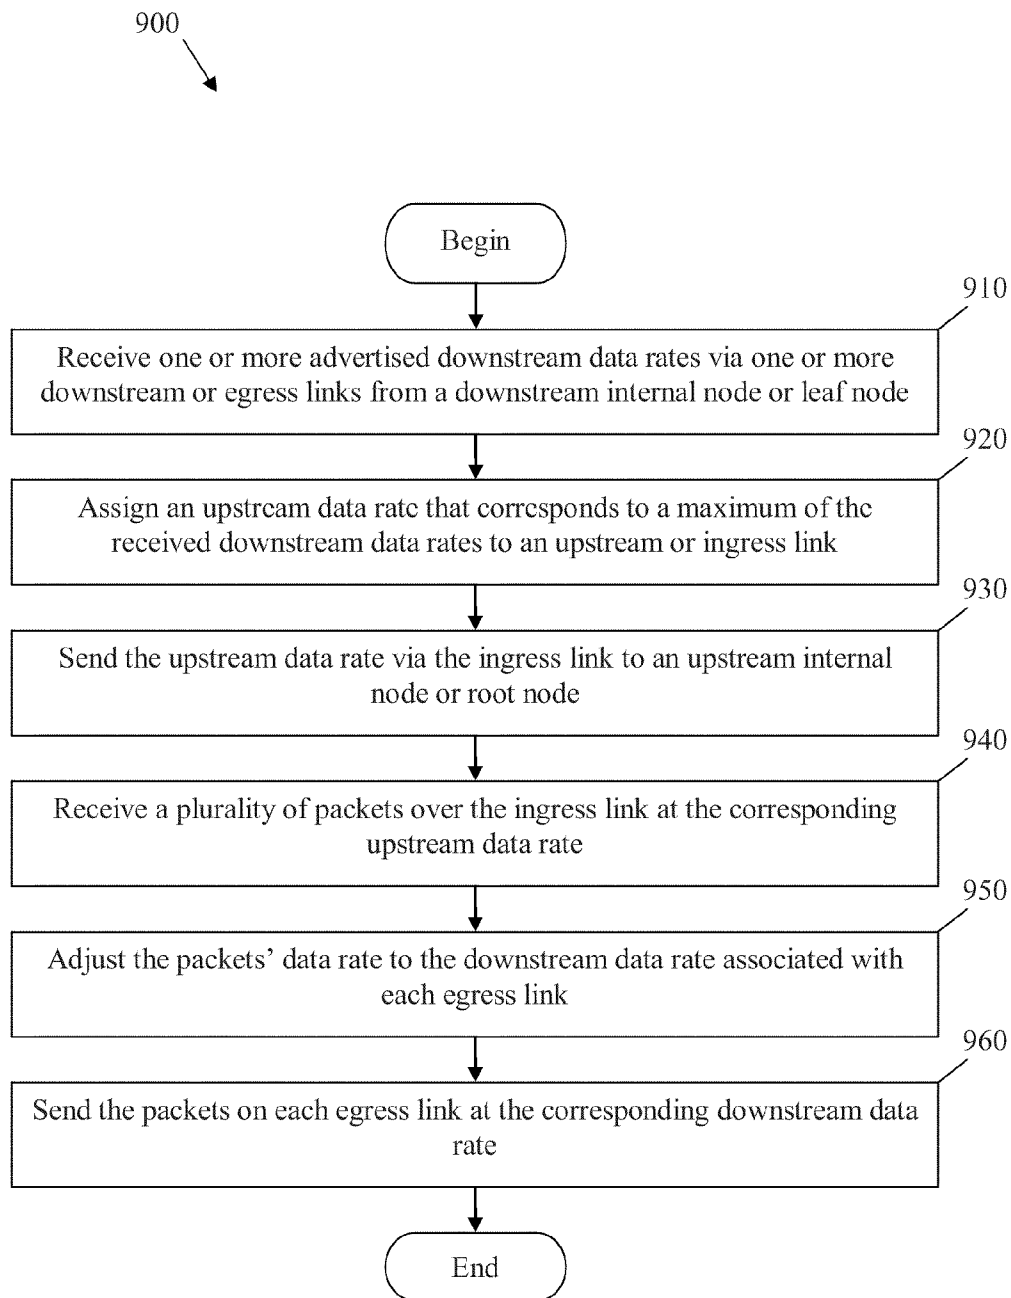 900
Begin
910
Receive one or more advertised downstream data rates via one or more
downstream or egress links from a downstream internal node or leaf node
920
Assign an upstream data rate that corresponds to a maximum of the
received downstream data rates to an upstream or ingress link
930
Send the upstream data rate via the ingress link to an upstream internal
node or root node
940
Receive a plurality of packets over the ingress link at the corresponding
upstream data rate
950
Adjust the packets’ data rate to the downstream data rate associated with
each egress link
960
Send the packets on each egress link at the corresponding downstream data
rate
End